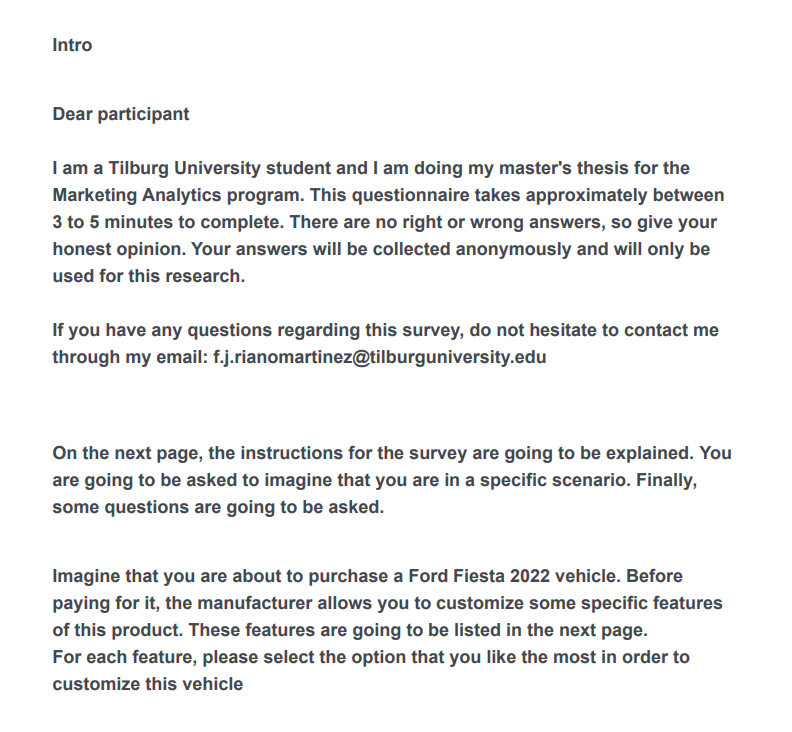 Intro
Dear participant
I am a Tilburg University student and I am doing my master's thesis for the
Marketing Analytics program. This questionnaire takes approximately between
3 to 5 minutes to complete. There are no right or wrong answers, so give your
honest opinion. Your answers will be collected anonymously and will only be
used for this research.
If you have any questions regarding this survey, do not hesitate to contact me
through my email: f.j.rianomartinez@tilburguniversity.edu
On the next page, the instructions for the survey are going to be explained. You
are going to be asked to imagine that you are in a specific scenario. Finally,
some questions are going to be asked.
Imagine that you are about to purchase a Ford Fiesta 2022 vehicle. Before
paying for it, the manufacturer allows you to customize some specific features
of this product. These features are going to be listed in the next page.
For each feature, please select the option that you like the most in order to
customize this vehicle